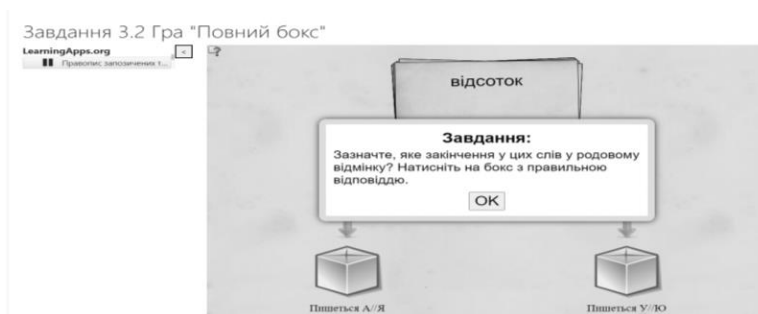 Завдання 3.2 Гра "Повний бокс"
LearningApps.org
Правопис запозичених т...
відсоток
Завдання:
Зазначте, яке закінчення у цих слів у родовому
відмінку? Натисніть на бокс з правильною
відповіддю.
OK
Пишеться А//Я
Пишеться У//Ю